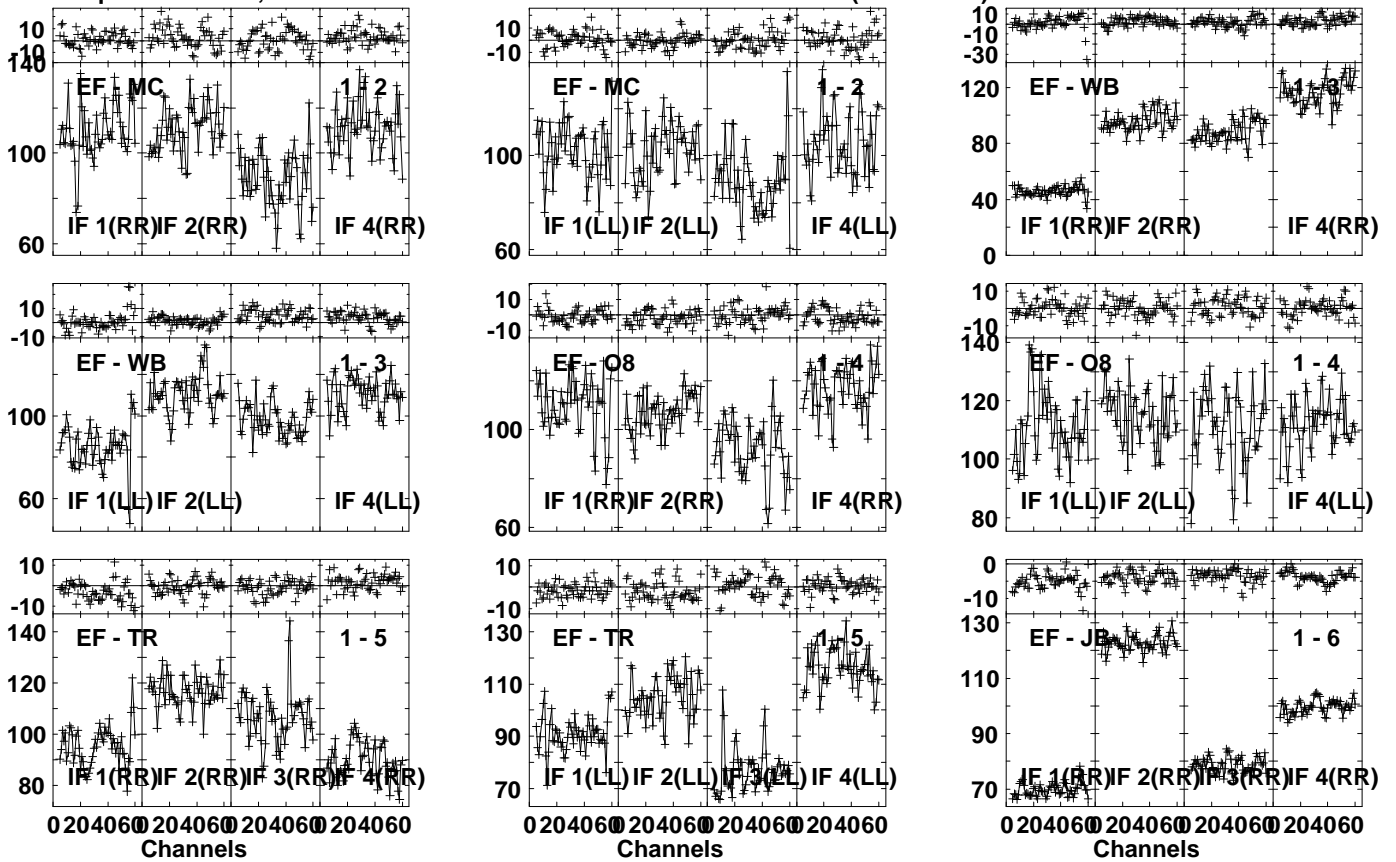 10
-10
140
EF - MC
1 - 2
100
IF 1(RR) IF 2(RR)
IF 4(RR)
60
10
-10
EF - MC
1 - 2
100
IF 1(LL) IF 2(LL)
IF 4(LL)
60
10
-10
-30
120
EF - WB
1 - 3
80
40
IF 1(RR) IF 2(RR)
IF 4(RR)
0
10
-10
EF - WB
1 - 3
100
60
IF 1(LL) IF 2(LL)
IF 4(LL)
10
-10
EF - O8
1 - 4
100
IF 1(RR) IF 2(RR)
IF 4(RR)
60
10
-10
140
EF - O8
1 - 4
120
100
IF 1(LL) IF 2(LL)
IF 4(LL)
80
10
-10
140
EF - TR
1 - 5
120
100
80
IF 1(RR) IF 2(RR) IF 3(RR) IF 4(RR)
0 20 40 60 0 20 40 60 0 20 40 60 0 20 40 60
Channels
10
-10
130
EF - TR
1 - 5
110
90
IF 1(LL) IF 2(LL) IF 3(LL) IF 4(LL)
70
0 20 40 60 0 20 40 60 0 20 40 60 0 20 40 60
Channels
0
-10
130
EF - JB
1 - 6
110
90
IF 1(RR) IF 2(RR) IF 3(RR) IF 4(RR)
70
0 20 40 60 0 20 40 60 0 20 40 60 0 20 40 60
Channels